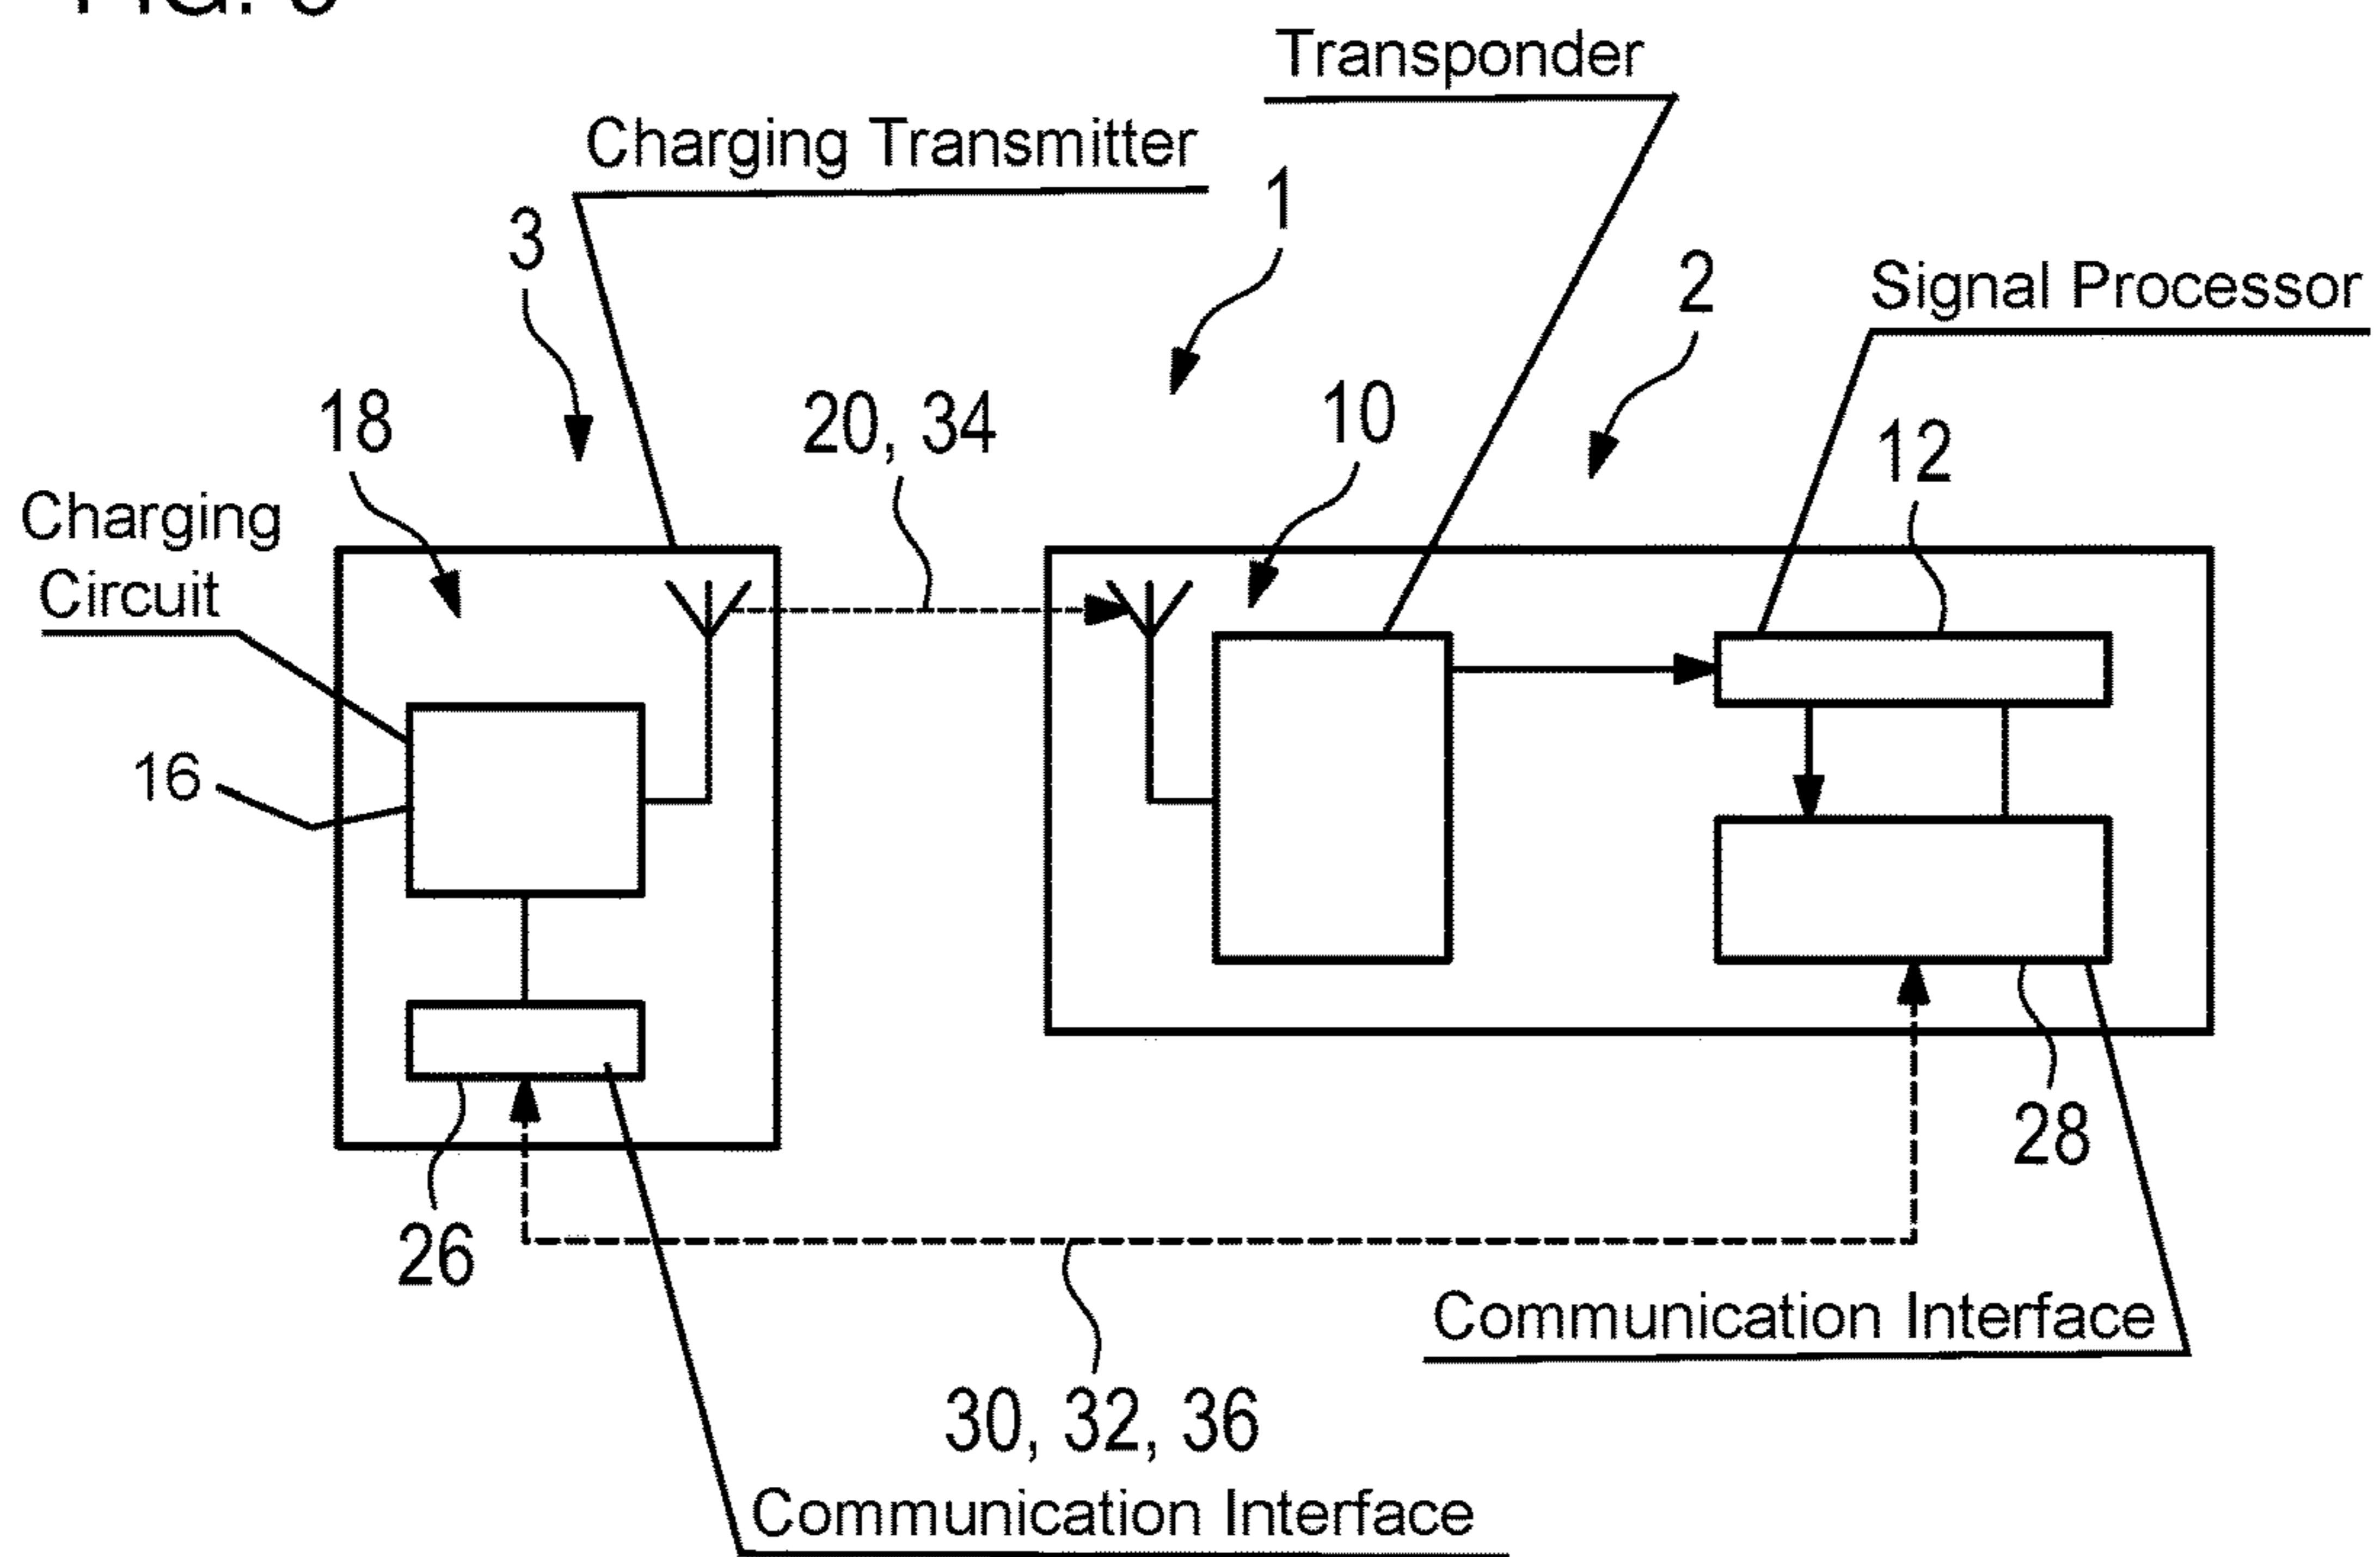 Transponder
Charging Transmitter
1
3
2
Signal Processor
18
20, 34
10
12
Charging
Circuit
16
28
26
Communication Interface
30, 32, 36
Communication Interface